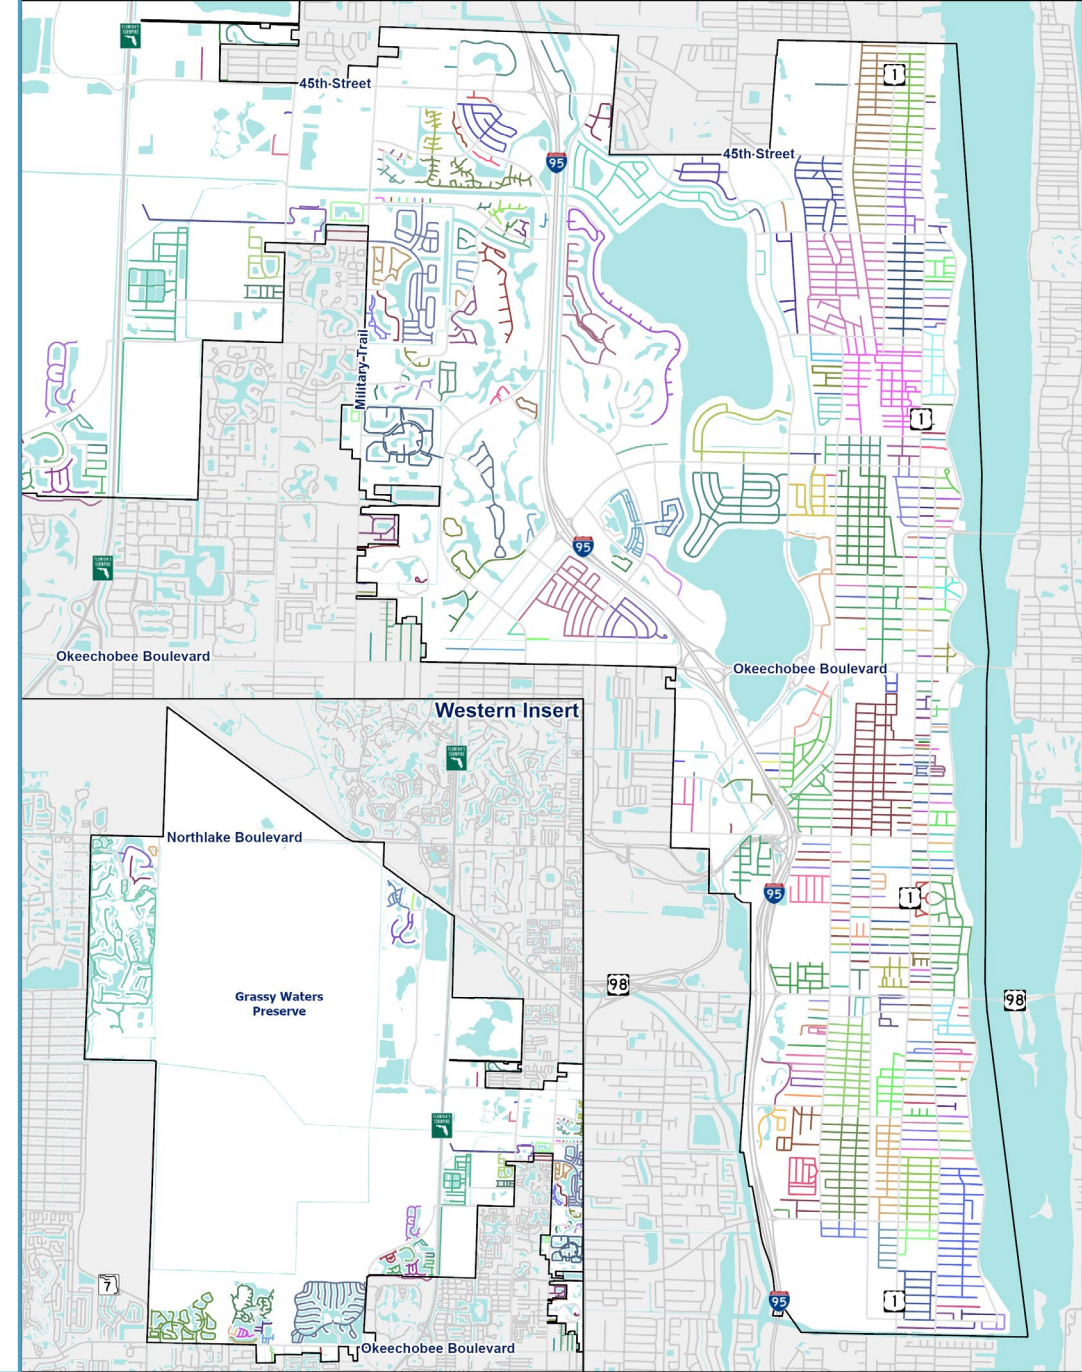 1
45th Street
45th Street
95
Military Trail
1
95
Okeechobee Boulevard
Okeechobee Boulevard
Western Insert
Northlake Boulevard
95
1
98
Grassy Waters
Preserve
98
7
95
1
Okeechobee Boulevard